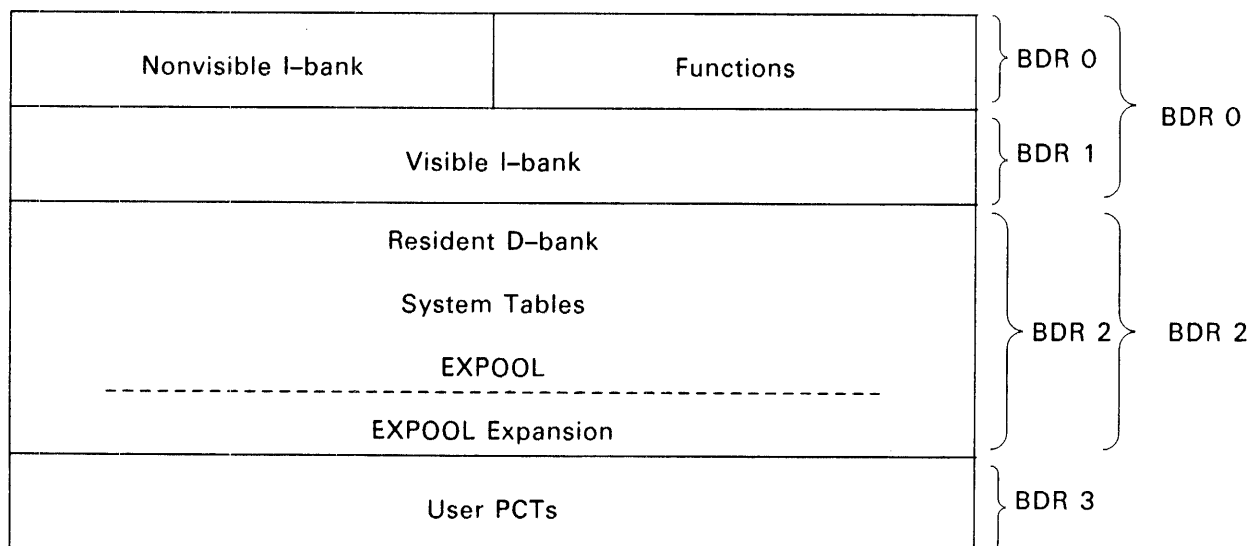 Nonvisible I–bank
Functions
BDR 0
BDR 0
Visible I–bank
BDR 1
Resident D–bank
System Tables
EXPOOL
EXPOOL Expansion
BDR 2
BDR 2
User PCTs
BDR 3